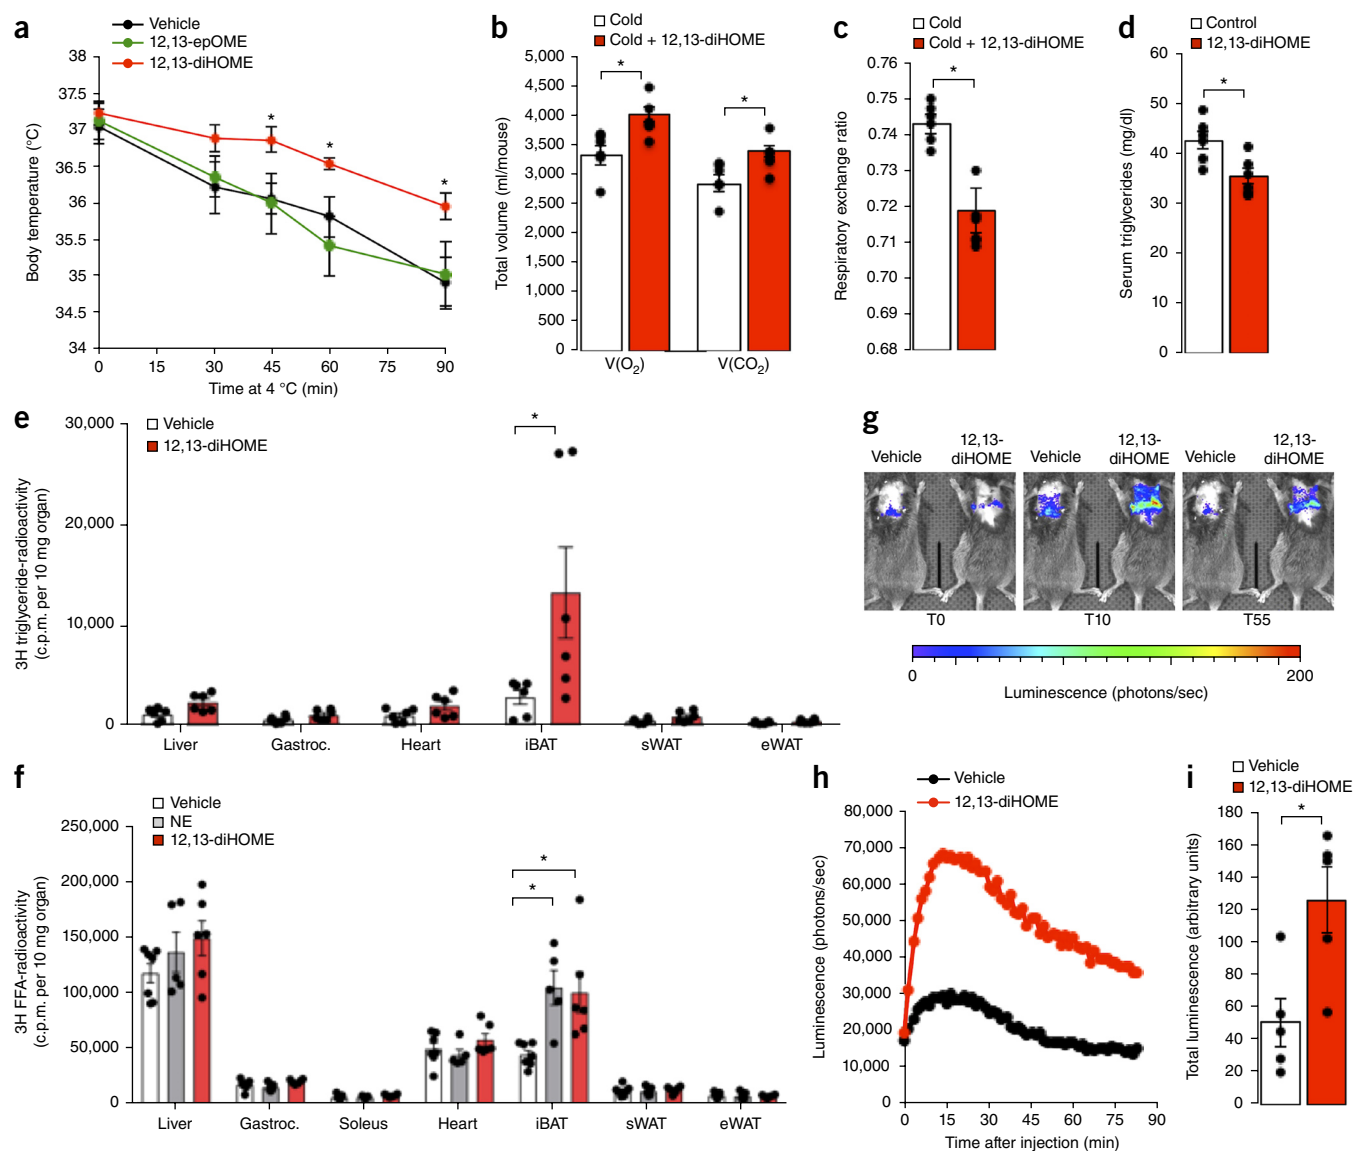 a
Vehicle
12,13-epOME
12,13-diHOME
38
37.5
37
36.5
36
35.5
35
34.5
34
Body temperature (°C)
*
*
*
0 15 30 45 60 75 90
Time at 4 °C (min)
b
Cold
Cold + 12,13-diHOME
5,000
4,500
4,000
3,500
3,000
2,500
2,000
1,500
1,000
500
0
Total volume (ml/mouse)
*
*
V(O2)
V(CO2)
c
Cold
Cold + 12,13-diHOME
0.76
0.75
0.74
0.73
0.72
0.71
0.70
0.69
0.68
Respiratory exchange ratio
*
d
Control
12,13-diHOME
60
50
40
30
20
10
0
Serum triglycerides (mg/dl)
*
e
Vehicle
12,13-diHOME
30,000
20,000
10,000
0
3H triglyceride-radioactivity
(c.p.m. per 10 mg organ)
*
Liver Gastroc. Heart iBAT sWAT eWAT
f
Vehicle
NE
12,13-diHOME
250,000
200,000
150,000
100,000
50,000
0
3H FFA-radioactivity
(c.p.m. per 10 mg organ)
*
*
Liver Gastroc. Soleus Heart iBAT sWAT eWAT
g
12,13- 12,13- 12,13-
Vehicle diHOME Vehicle diHOME Vehicle diHOME
T0 T10 T55
0 200
Luminescence (photons/sec)
h
Vehicle
12,13-diHOME
80,000
70,000
60,000
50,000
40,000
30,000
20,000
10,000
0
Luminescence (photons/sec)
0 15 30 45 60 75 90
Time after injection (min)
i
Vehicle
12,13-diHOME
180
160
140
120
100
80
60
40
20
0
Total luminescence (arbitrary units)
*